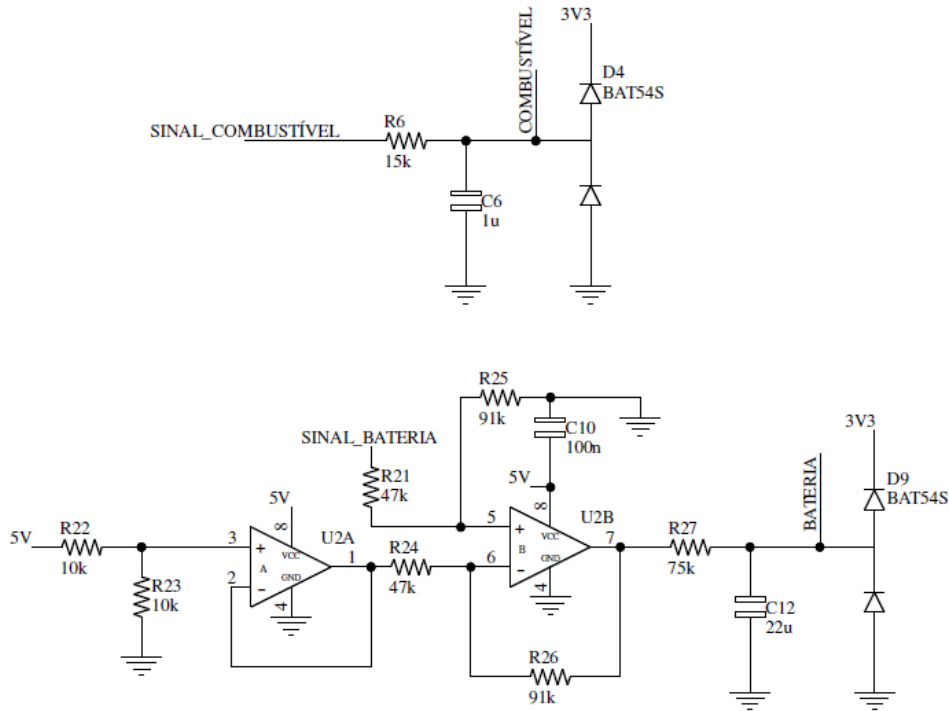 3V3
D4
BAT54S
COMBUSTÍVEL
SINAL_COMBUSTÍVEL
R6
15k
C6
1u
R25
91k
C10
100n
SINAL_BATERIA
R21
47k
5V
8
VCC
U2B
5
+
B
6
-
7
GND
4
R27
75k
BATERIA
3V3
D9
BAT54S
C12
22u
5V
R22
10k
R23
10k
5V
8
VCC
U2A
3
+
A
2
-
1
GND
4
R24
47k
R26
91k